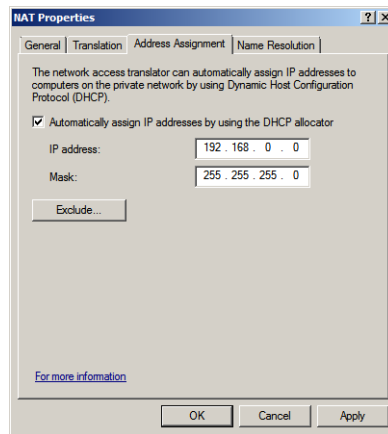 NAT Properties
General Translation Address Assignment Name Resolution
The network access translator can automatically assign IP addresses to
computers on the private network by using Dynamic Host Configuration
Protocol (DHCP).
Automatically assign IP addresses by using the DHCP allocator
IP address: 192 . 168 . 0 . 0
Mask: 255 . 255 . 255 . 0
Exclude...
For more information
OK Cancel Apply